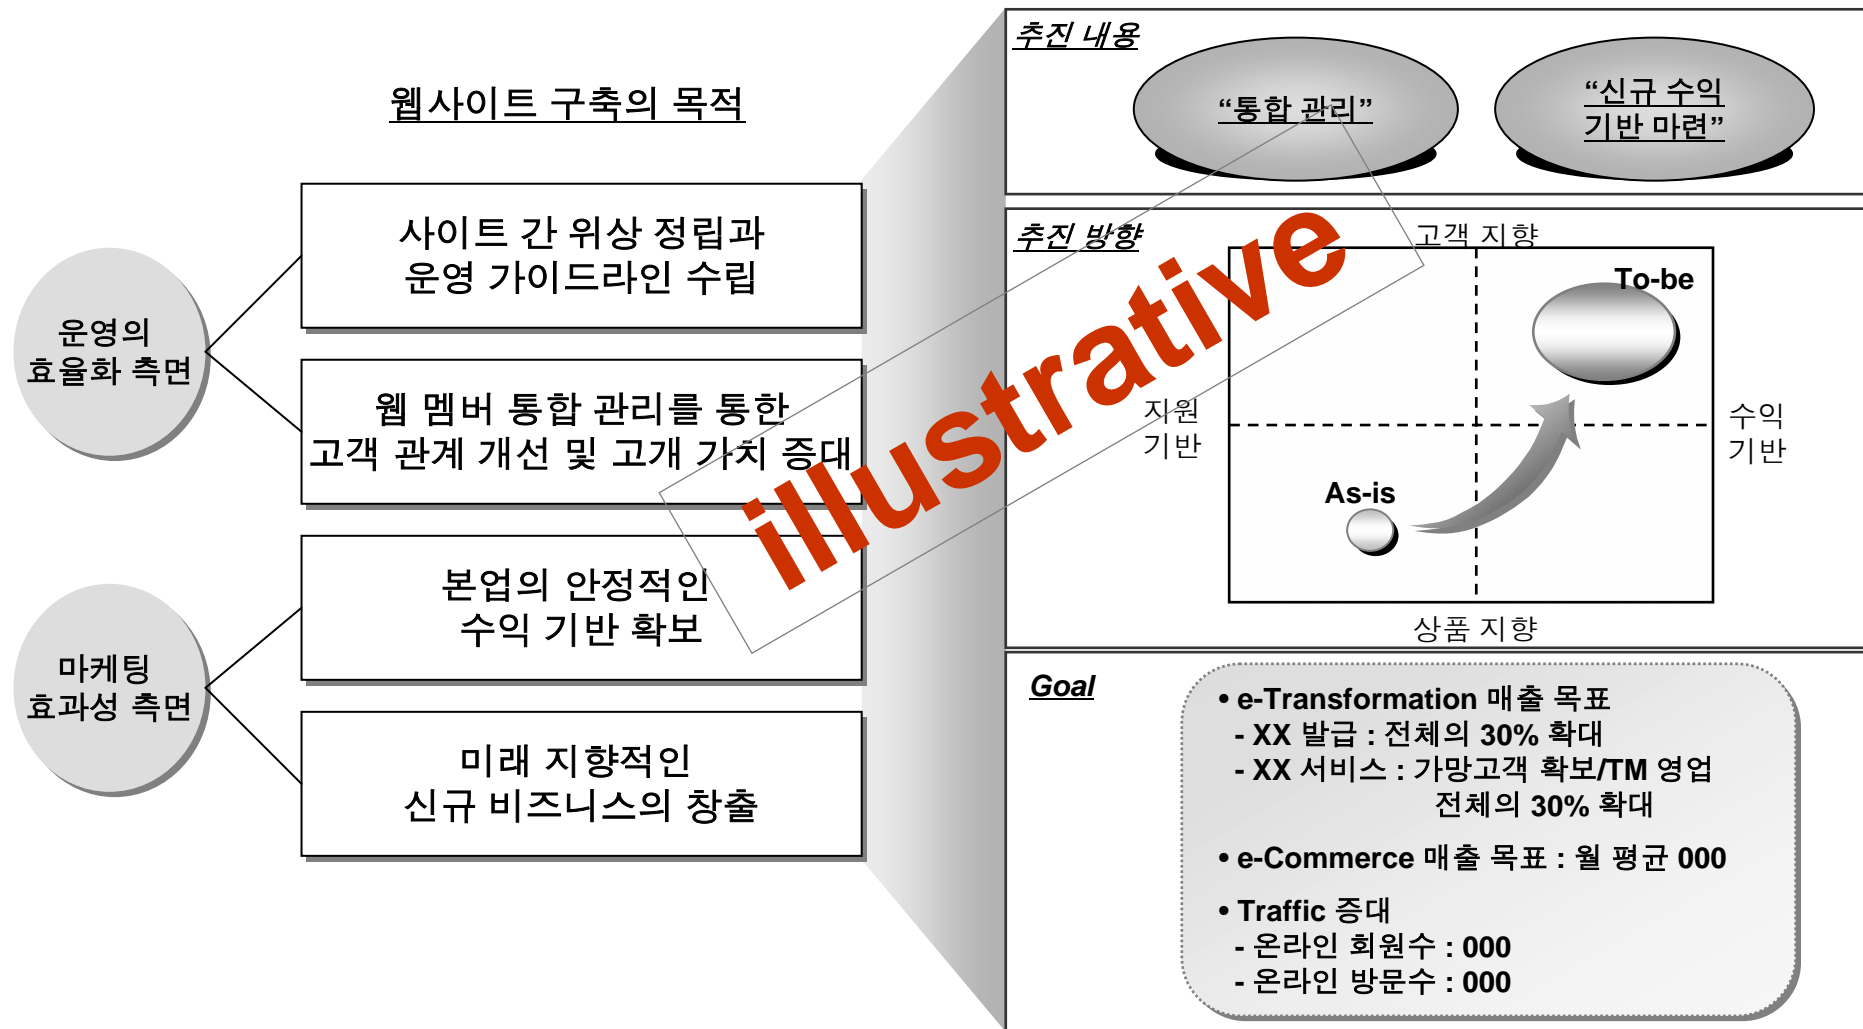 웹사이트 구축의 목적
운영의
효율화 측면
사이트 간 위상 정립과
운영 가이드라인 수립
웹 멤버 통합 관리를 통한
고객 관계 개선 및 고개 가치 증대
마케팅
효과성 측면
본업의 안정적인
수익 기반 확보
미래 지향적인
신규 비즈니스의 창출
illustrative
추진 내용
“통합 관리”
“신규 수익
기반 마련”
추진 방향
고객 지향
To-be
지원
기반
수익
기반
As-is
상품 지향
Goal
• e-Transformation 매출 목표
- XX 발급 : 전체의 30% 확대
- XX 서비스 : 가망고객 확보/TM 영업
전체의 30% 확대
• e-Commerce 매출 목표 : 월 평균 000
• Traffic 증대
- 온라인 회원수 : 000
- 온라인 방문수 : 000